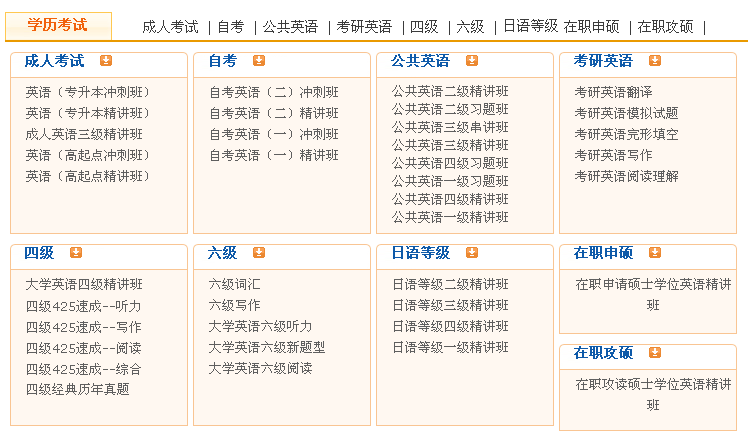 学历考试
成人考试 | 自考 | 公共英语 | 考研英语 | 四级 | 六级 | 日语等级 在职申硕 | 在职攻硕 |
成人考试
英语（专升本冲刺班）
英语（专升本精讲班）
成人英语三级精讲班
英语（高起点冲刺班）
英语（高起点精讲班）
自考
自考英语（二）冲刺班
自考英语（二）精讲班
自考英语（一）冲刺班
自考英语（一）精讲班
公共英语
公共英语二级精讲班
公共英语二级习题班
公共英语三级串讲班
公共英语三级精讲班
公共英语四级习题班
公共英语一级习题班
公共英语四级精讲班
公共英语一级精讲班
考研英语
考研英语翻译
考研英语模拟试题
考研英语完形填空
考研英语写作
考研英语阅读理解
四级
大学英语四级精讲班
四级425速成--听力
四级425速成--写作
四级425速成--阅读
四级425速成--综合
四级经典历年真题
六级
六级词汇
六级写作
大学英语六级听力
大学英语六级新题型
大学英语六级阅读
日语等级
日语等级二级精讲班
日语等级三级精讲班
日语等级四级精讲班
日语等级一级精讲班
在职申硕
在职申请硕士学位英语精讲
班
在职攻硕
在职攻读硕士学位英语精讲
班